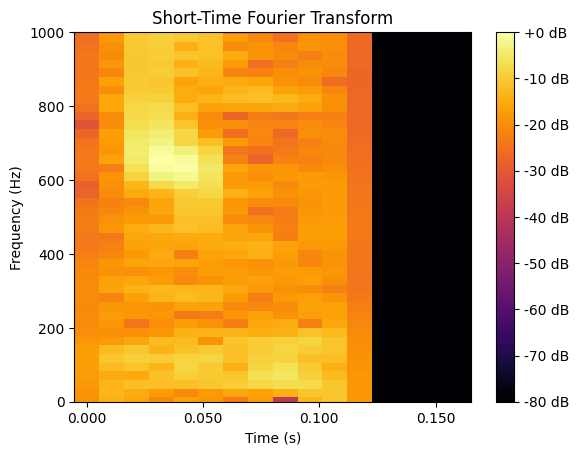 Short-Time Fourier Transform
1000
800
600
400
200
0
Frequency (Hz)
0.000
0.050
0.100
0.150
Time (s)
+0 dB
-10 dB
-20 dB
-30 dB
-40 dB
-50 dB
-60 dB
-70 dB
-80 dB